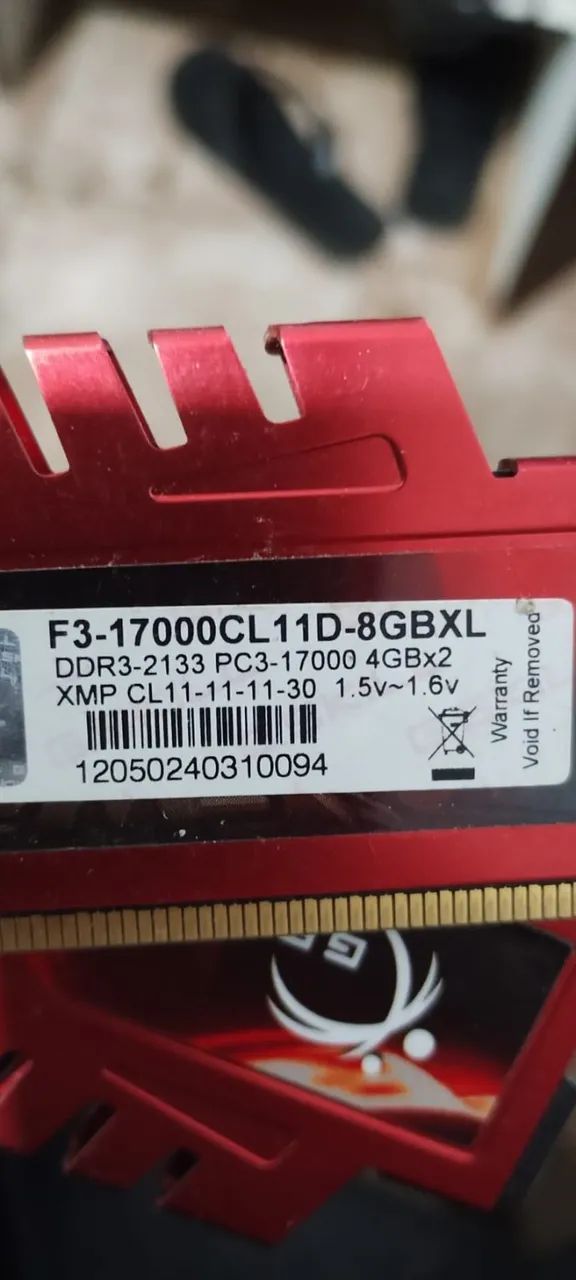 F3-17000CL11D-8GBXL
DDR3-2133 PC3-17000 4GBx2
XMP CL11-11-11-30 1.5v~1.6v
12050240310094
Warranty
Void If Removed
G